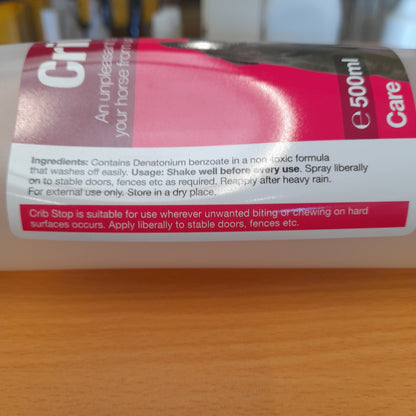 Cri
An unpleasant
your horse from
℮ 500ml
Care
Ingredients: Contains Denatonium benzoate in a non-toxic formula
that washes off easily. Usage: Shake well before every use. Spray liberally
on to stable doors, fences etc as required. Reapply after heavy rain.
For external use only. Store in a dry place.
Crib Stop is suitable for use wherever unwanted biting or chewing on hard
surfaces occurs. Apply liberally to stable doors, fences etc.